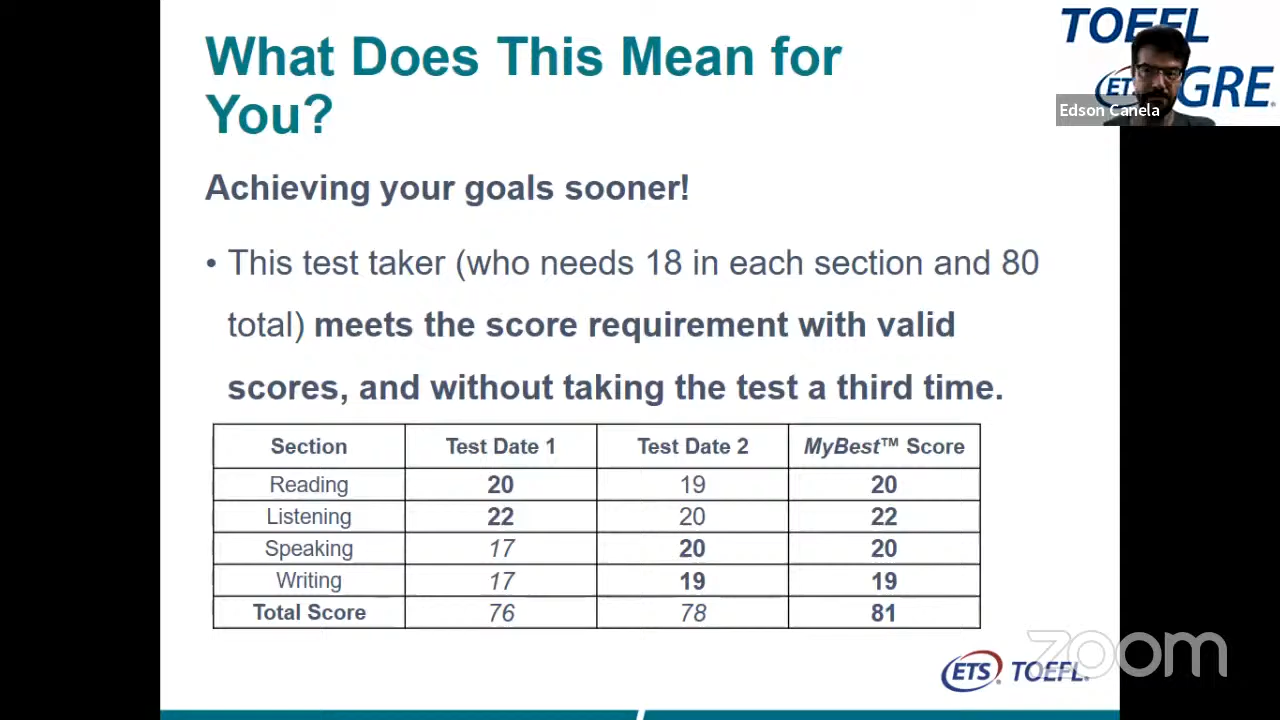 What Does This Mean for
You?
Achieving your goals sooner!
• This test taker (who needs 18 in each section and 80
total) meets the score requirement with valid
scores, and without taking the test a third time.
Section Test Date 1 Test Date 2 MyBest™ Score
Reading 20 19 20
Listening 22 20 22
Speaking 17 20 20
Writing 17 19 19
Total Score 76 78 81
TOEFL
ETS GRE®
Edson Canela
zoom
ETS® TOEFL®